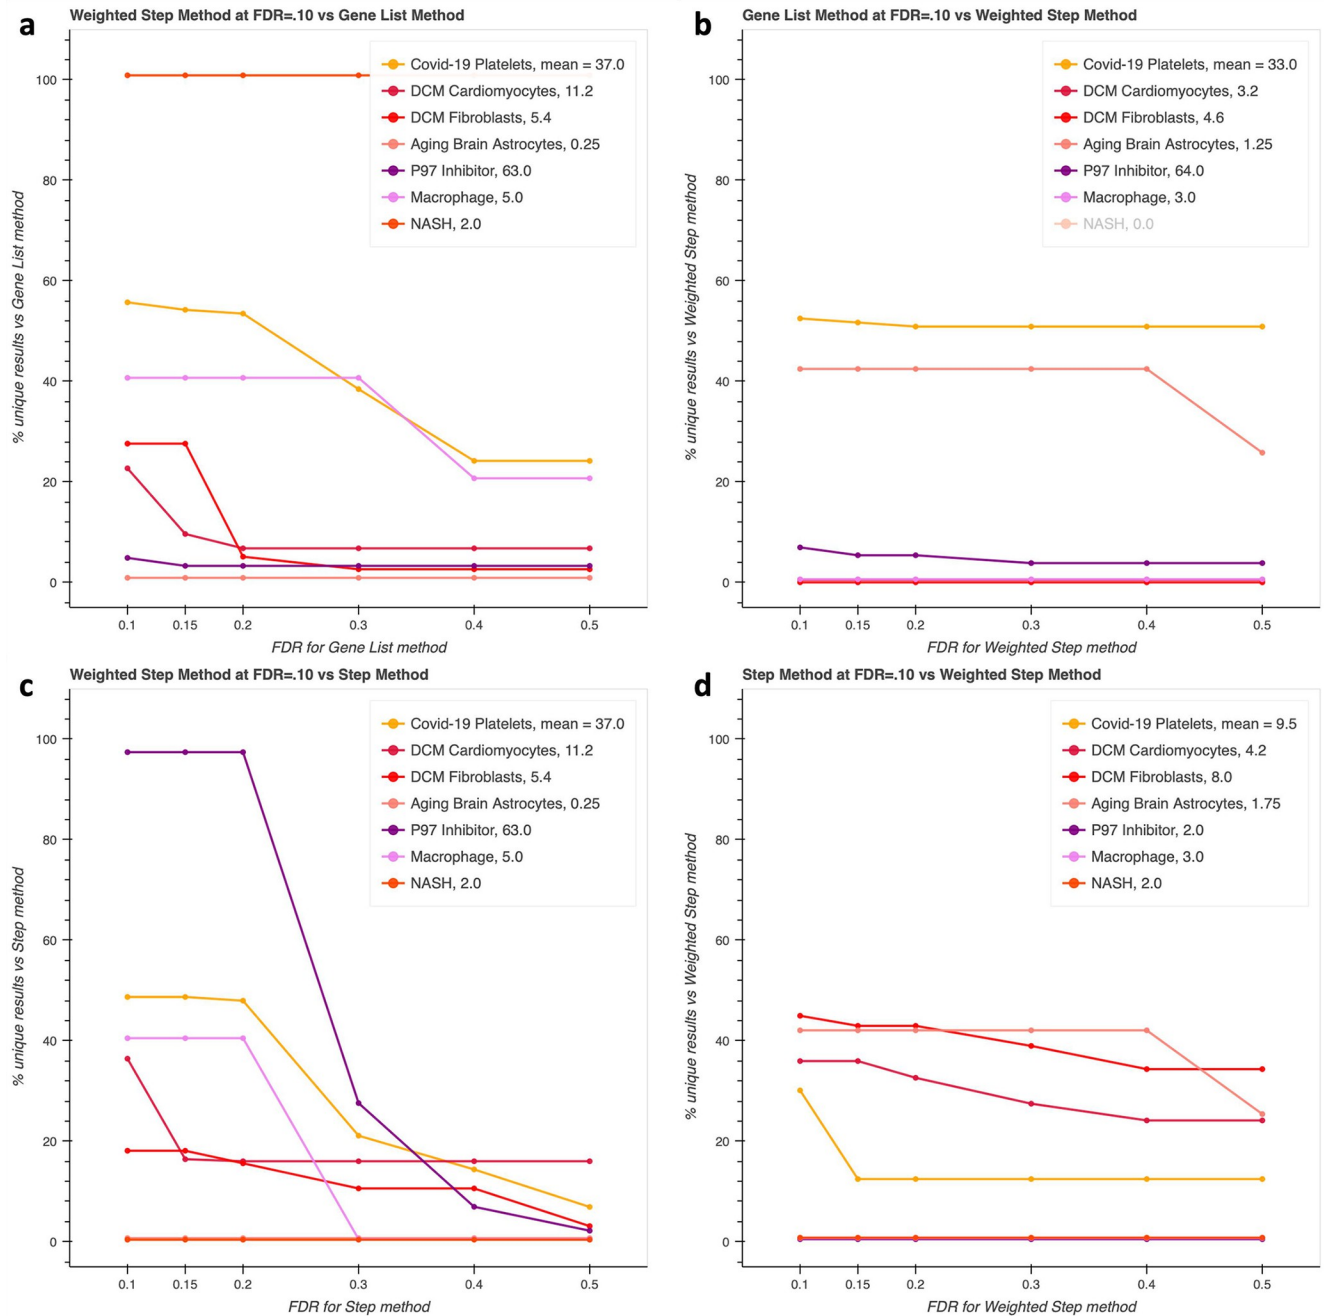 a
Weighted Step Method at FDR=.10 vs Gene List Method
% unique results vs Gene List method
100
80
60
40
20
0
Covid-19 Platelets, mean = 37.0
DCM Cardiomyocytes, 11.2
DCM Fibroblasts, 5.4
Aging Brain Astrocytes, 0.25
P97 Inhibitor, 63.0
Macrophage, 5.0
NASH, 2.0
0.1 0.15 0.2 0.3 0.4 0.5
FDR for Gene List method
b
Gene List Method at FDR=.10 vs Weighted Step Method
% unique results vs Weighted Step method
100
80
60
40
20
0
Covid-19 Platelets, mean = 33.0
DCM Cardiomyocytes, 3.2
DCM Fibroblasts, 4.6
Aging Brain Astrocytes, 1.25
P97 Inhibitor, 64.0
Macrophage, 3.0
NASH, 0.0
0.1 0.15 0.2 0.3 0.4 0.5
FDR for Weighted Step method
c
Weighted Step Method at FDR=.10 vs Step Method
% unique results vs Step method
100
80
60
40
20
0
Covid-19 Platelets, mean = 37.0
DCM Cardiomyocytes, 11.2
DCM Fibroblasts, 5.4
Aging Brain Astrocytes, 0.25
P97 Inhibitor, 63.0
Macrophage, 5.0
NASH, 2.0
0.1 0.15 0.2 0.3 0.4 0.5
FDR for Step method
d
Step Method at FDR=.10 vs Weighted Step Method
% unique results vs Weighted Step method
100
80
60
40
20
0
Covid-19 Platelets, mean = 9.5
DCM Cardiomyocytes, 4.2
DCM Fibroblasts, 8.0
Aging Brain Astrocytes, 1.75
P97 Inhibitor, 2.0
Macrophage, 3.0
NASH, 2.0
0.1 0.15 0.2 0.3 0.4 0.5
FDR for Weighted Step method